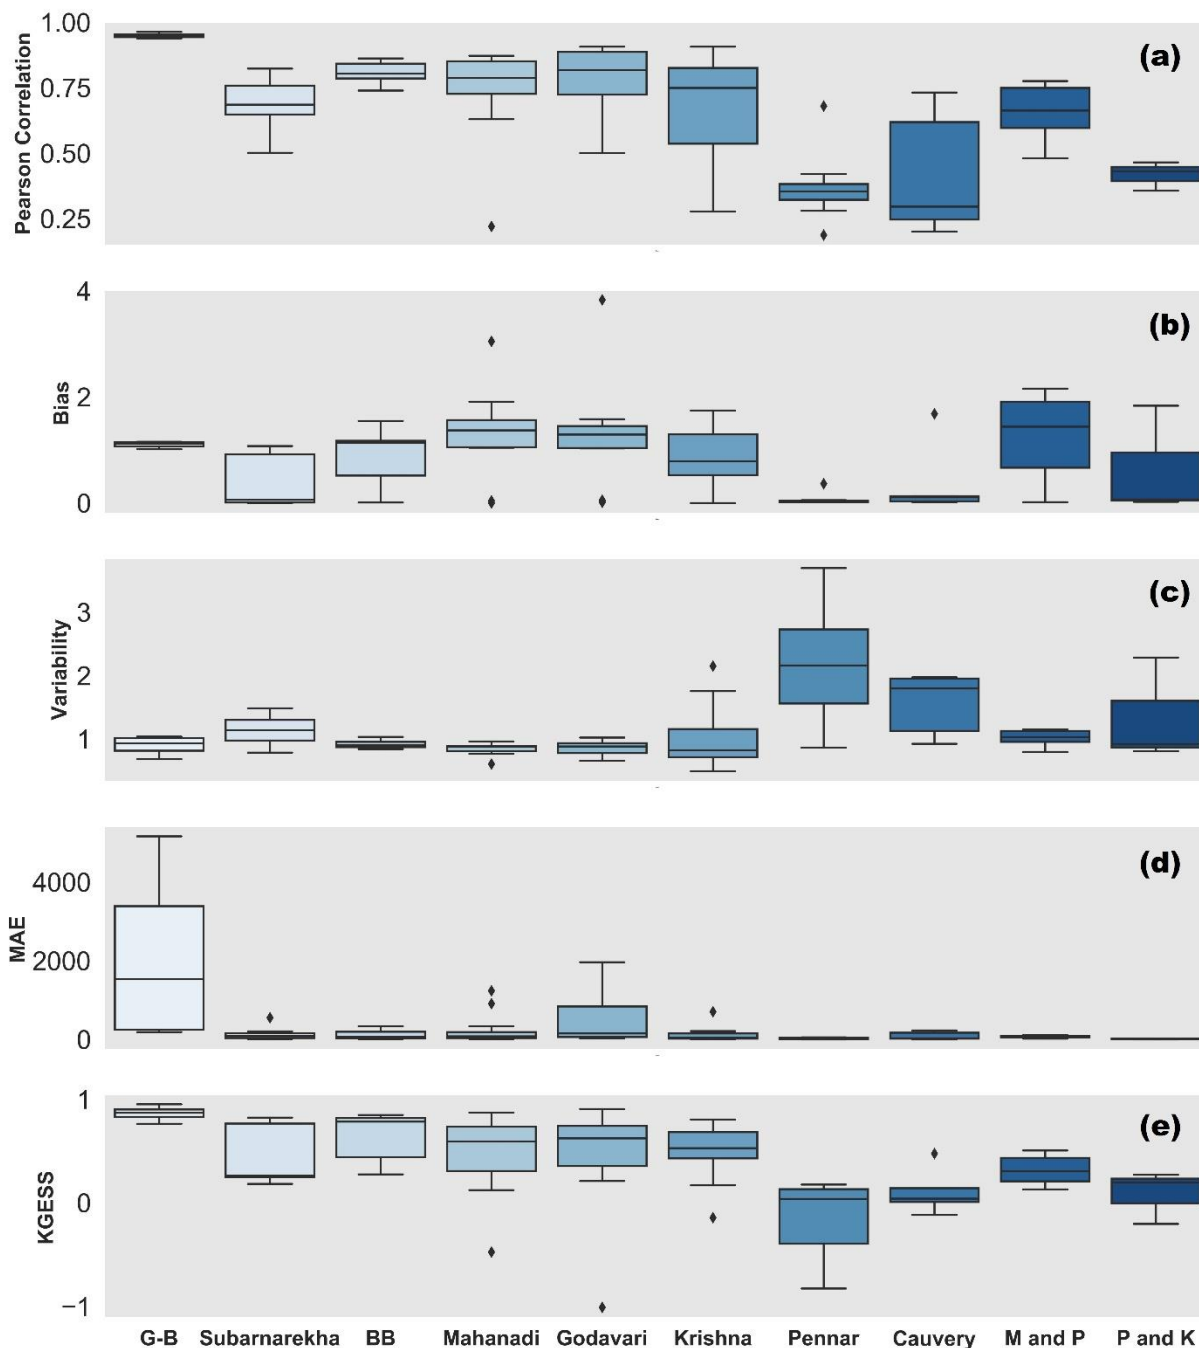 1.00
0.75
0.50
0.25
Pearson Correlation
(a)
4
2
0
Bias
(b)
3
2
1
Variability
(c)
4000
2000
0
MAE
(d)
1
0
−1
KGESS
(e)
G-B Subarnarekha BB Mahanadi Godavari Krishna Pennar Cauvery M and P P and K